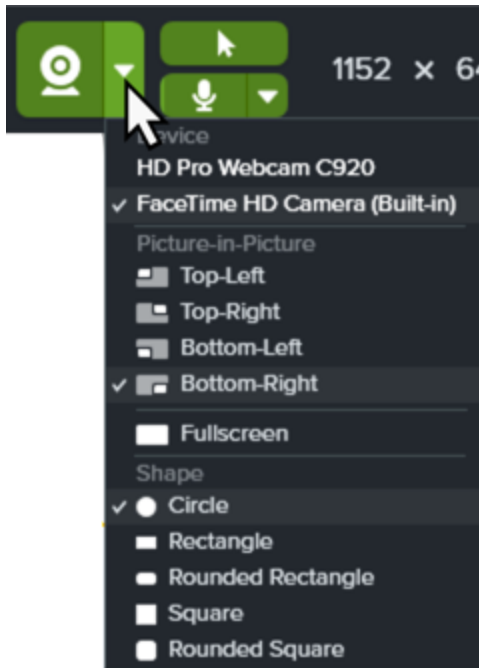 1152 × 64
Device
HD Pro Webcam C920
FaceTime HD Camera (Built-in)
Picture-in-Picture
Top-Left
Top-Right
Bottom-Left
Bottom-Right
Fullscreen
Shape
Circle
Rectangle
Rounded Rectangle
Square
Rounded Square